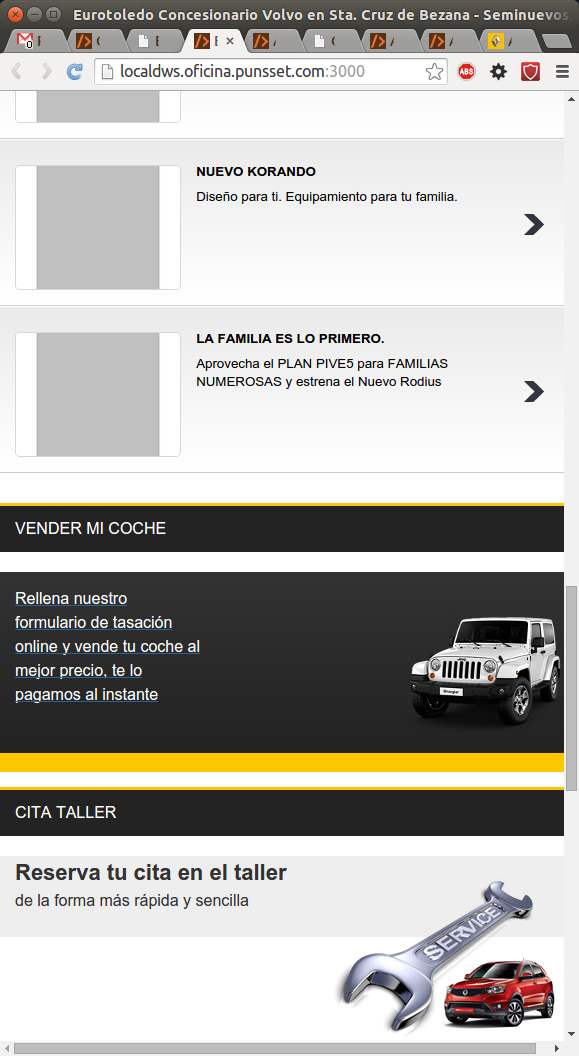 Eurotoledo Concesionario Volvo en Sta. Cruz de Bezana - Seminuevos,
localdws.oficina.punsset.com:3000
ABS
NUEVO KORANDO
Diseño para ti. Equipamiento para tu familia.
LA FAMILIA ES LO PRIMERO.
Aprovecha el PLAN PIVE5 para FAMILIAS
NUMEROSAS y estrena el Nuevo Rodius
VENDER MI COCHE
Rellena nuestro
formulario de tasación
online y vende tu coche al
mejor precio, te lo
pagamos al instante
Jeep
Wrangler
CITA TALLER
Reserva tu cita en el taller
de la forma más rápida y sencilla
SERVICE